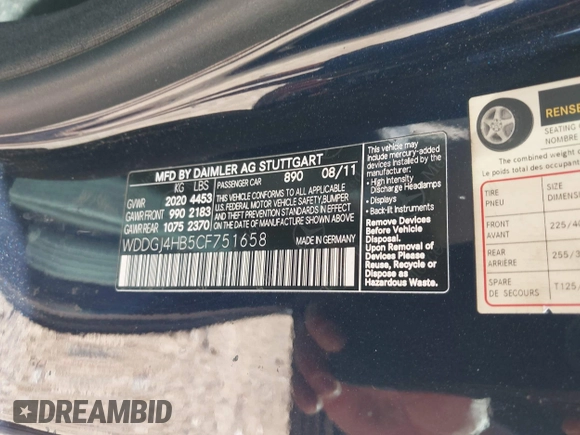 MFD BY DAIMLER AG STUTTGART
KG LBS PASSENGER CAR 890 08/11
GVWR 2020 4453
GAWR FRONT 990 2183
GAWR REAR 1075 2370
THIS VEHICLE CONFORMS TO ALL APPLICABLE
U.S. FEDERAL MOTOR VEHICLE SAFETY, BUMPER,
AND THEFT PREVENTION STANDARDS IN EFFECT
ON THE DATE OF MANUFACTURE SHOWN ABOVE.
WDDGJ4HB5CF751658
This vehicle may
include mercury-added
devices installed by the
manufacturer:
• High Intensity
Discharge Headlamps
• Displays
• Back-lit Instruments
Remove Devices
Before Vehicle
Disposal.
Upon Removal
of Devices Please
Reuse, Recycle or
Dispose as
Hazardous Waste.
RENSE
SEATING
NOMBRE
The combined weight
Le poids total des occupant
TIRE
PNEU
SIZE
DIMENS
FRONT
AVANT
225/4
REAR
ARRIÈRE
255/3
SPARE
DE SECOURS
T125/
DREAMBID